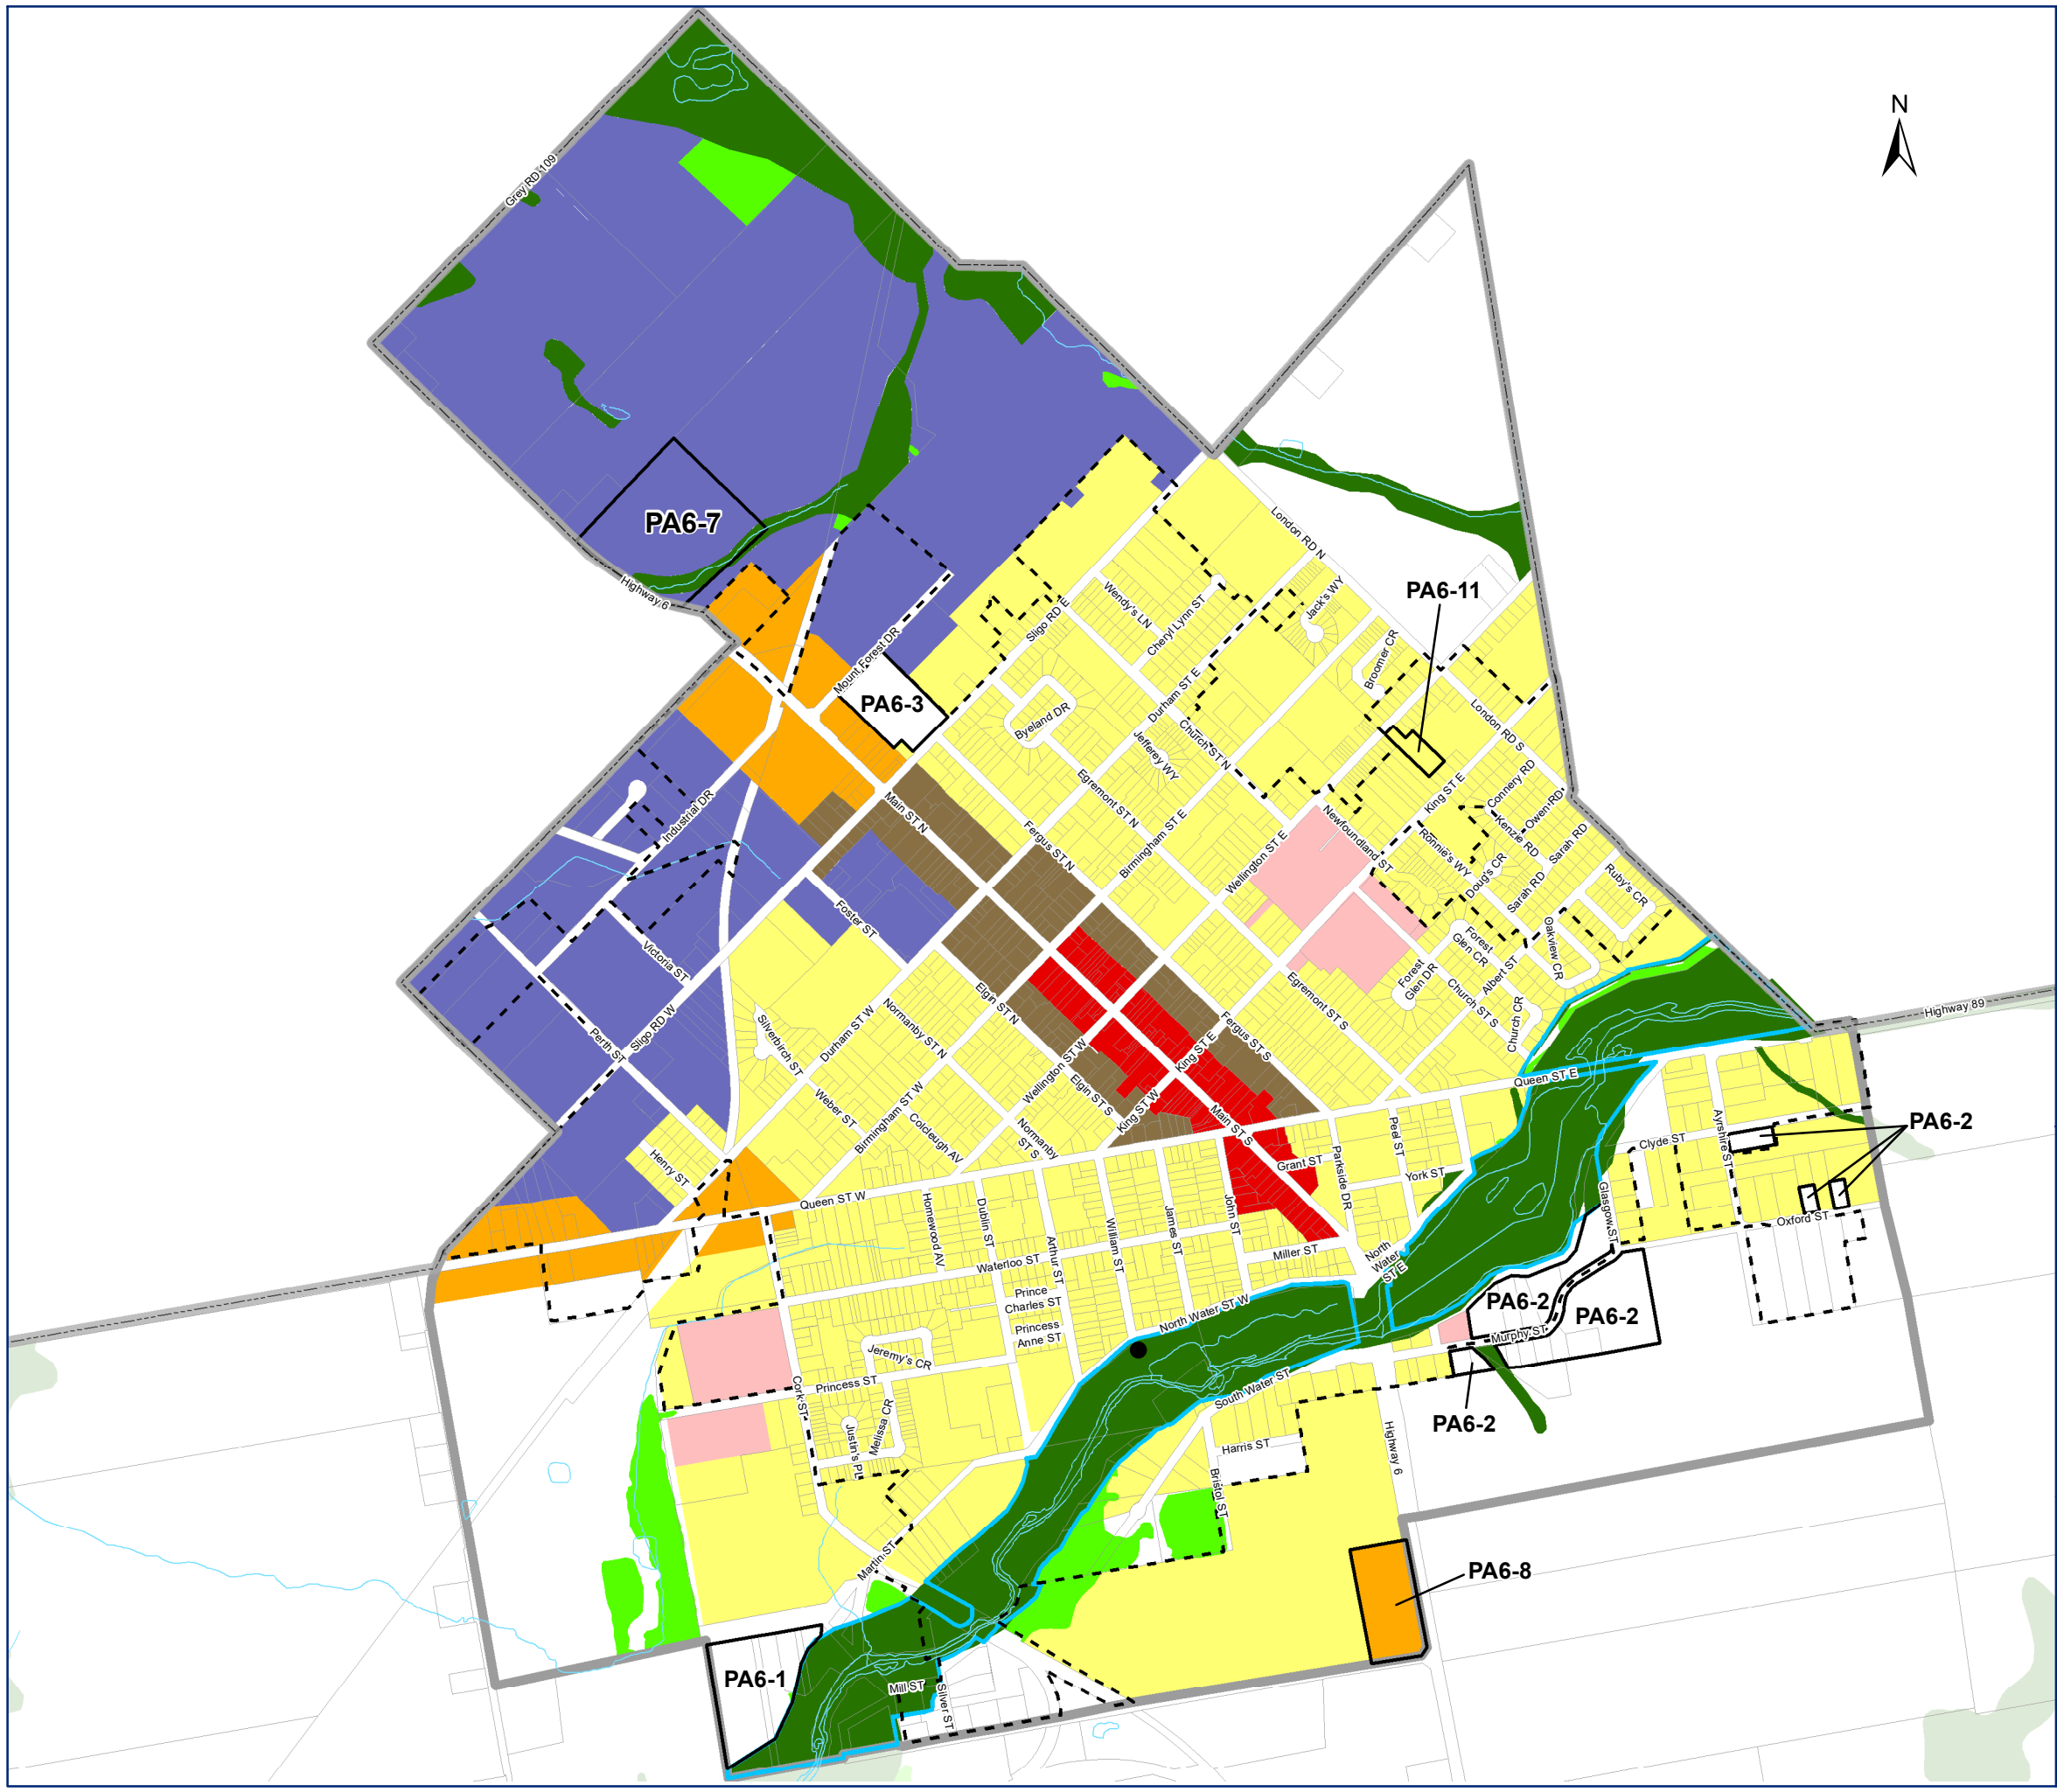 N
Grey RD 109
PA6-7
Highway 6
London RD N
PA6-11
Jack's WY
Wendy's LN
Cheryl Lynn ST
Sligo RD E
Broomer CR
Mount Forest DR
PA6-3
Durham ST E
Byeland DR
Church ST N
London RD S
Jefferey WY
Connery RD
Owen RD
Industrial DR
Main ST N
Egremont ST N
King ST E
Kenzie RD
Sarah RD
Fergus ST N
Birmingham ST E
Newfoundland ST
Ronnie's WY
Wellington ST E
Doug's CR
Sarah RD
Ruby's CR
Foster ST
Victoria ST
Forest
Glen CR
Oakview CR
Albert ST
Forest
Glen DR
Church ST S
Egremont ST S
Elgin ST N
Highway 89
Silverbirch ST
Durham ST W
Normanby ST N
Church CR
Perth ST
Sligo RD W
Fergus ST S
King ST E
Wellington ST W
Elgin ST S
Queen ST E
Weber ST
Birmingham ST W
Colcleugh AV
King ST W
Main ST S
Normanby
ST S
Peel ST
Ayrshire ST
PA6-2
Clyde ST
Henry ST
Grant ST
Parkside DR
York ST
Queen ST W
Homewood AV
Dublin ST
John ST
Glasgow ST
Oxford ST
Arthur ST
William ST
James ST
Waterloo ST
Miller ST
North
Water
ST E
Prince
Charles ST
PA6-2
PA6-2
North Water ST W
Princess
Anne ST
Murphy ST
Jeremy's CR
Princess ST
Cork ST
South Water ST
PA6-2
Melissa CR
Justin's PL
Harris ST
Highway 6
Bristol ST
Martin ST
PA6-8
PA6-1
Mill ST
Silver ST